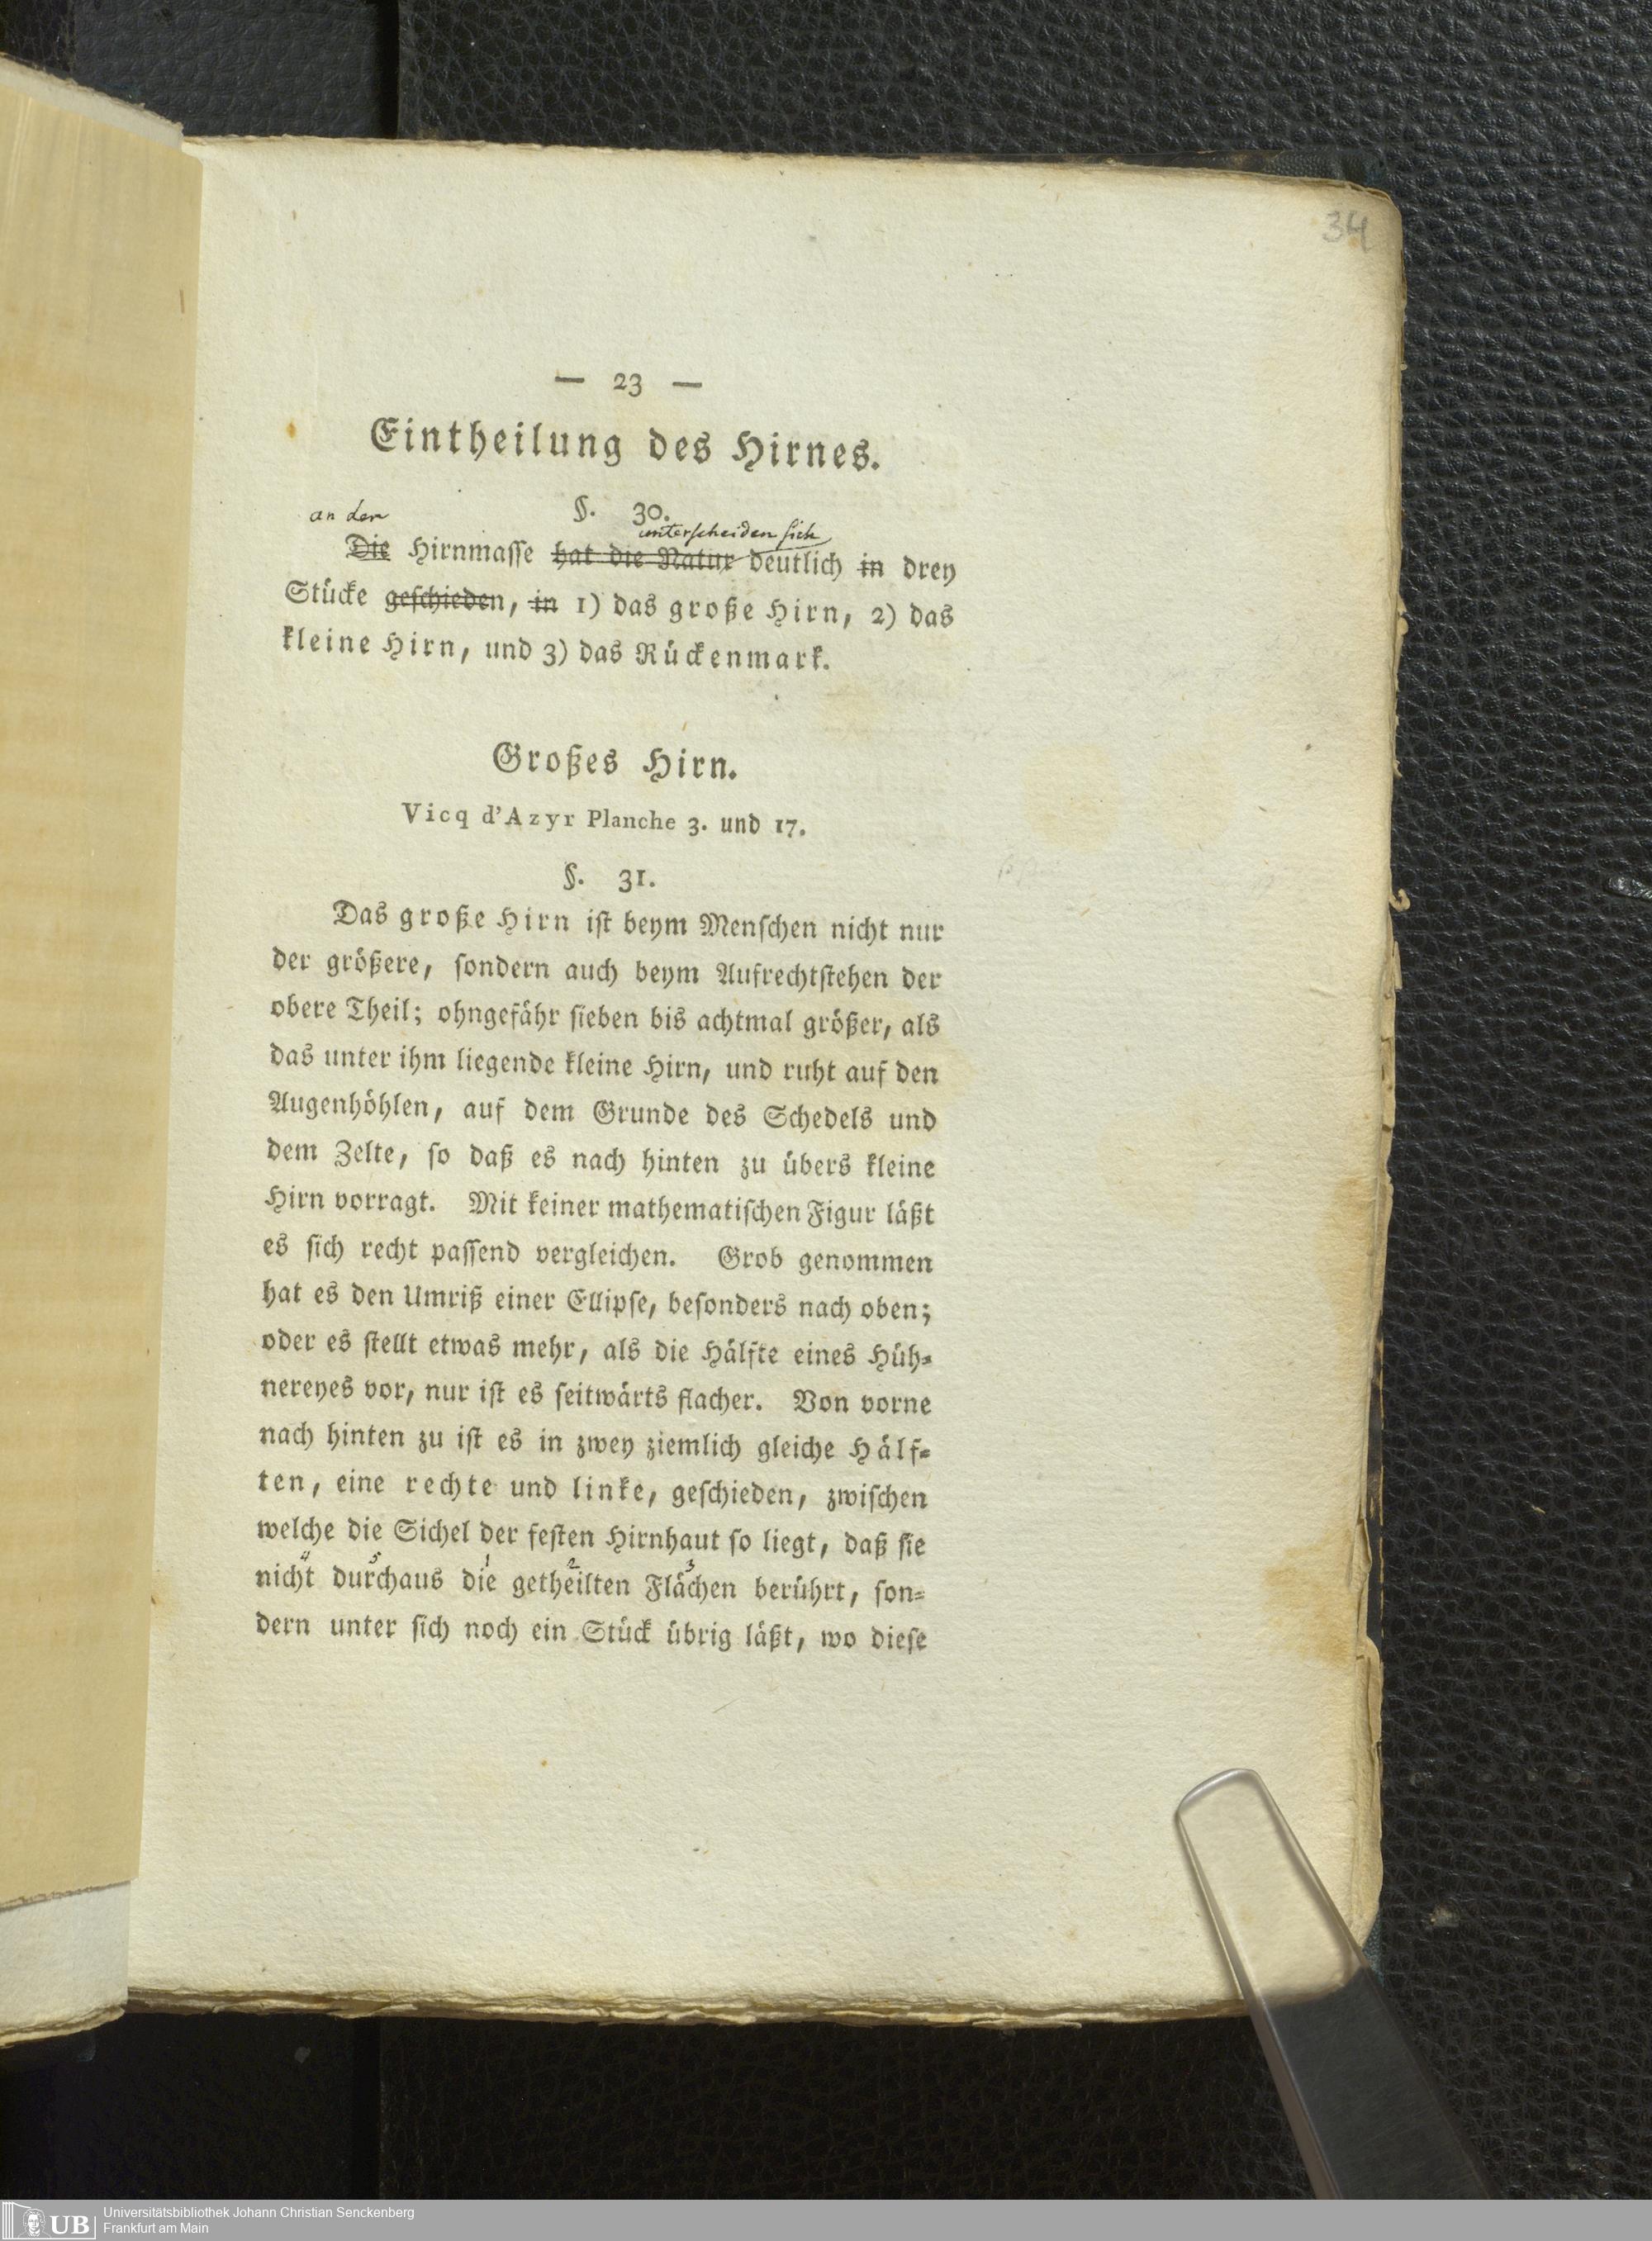 34
— 23 —
Eintheilung des Hirnes.
§. 30.
an der
unterscheiden sich
Die Hirnmasse hat die Natur deutlich in drey
Stücke geschieden, in 1) das große Hirn, 2) das
kleine Hirn, und 3) das Rückenmark.
Großes Hirn.
Vicq d'Azyr Planche 3. und 17.
§. 31.
Das große Hirn ist beym Menschen nicht nur
der größere, sondern auch beym Aufrechtstehen der
obere Theil; ohngefähr sieben bis achtmal größer, als
das unter ihm liegende kleine Hirn, und ruht auf den
Augenhöhlen, auf dem Grunde des Schedels und
dem Zelte, so daß es nach hinten zu übers kleine
Hirn vorragt. Mit keiner mathematischen Figur läßt
es sich recht passend vergleichen. Grob genommen
hat es den Umriß einer Ellipse, besonders nach oben;
oder es stellt etwas mehr, als die Hälfte eines Hüh-
nereyes vor, nur ist es seitwärts flacher. Von vorne
nach hinten zu ist es in zwey ziemlich gleiche Hälf-
ten, eine rechte und linke, geschieden, zwischen
welche die Sichel der festen Hirnhaut so liegt, daß sie
4 5 1 2 3
nicht durchaus die getheilten Flächen berührt, son-
dern unter sich noch ein Stück übrig läßt, wo diese
UB
Universitätsbibliothek Johann Christian Senckenberg
Frankfurt am Main